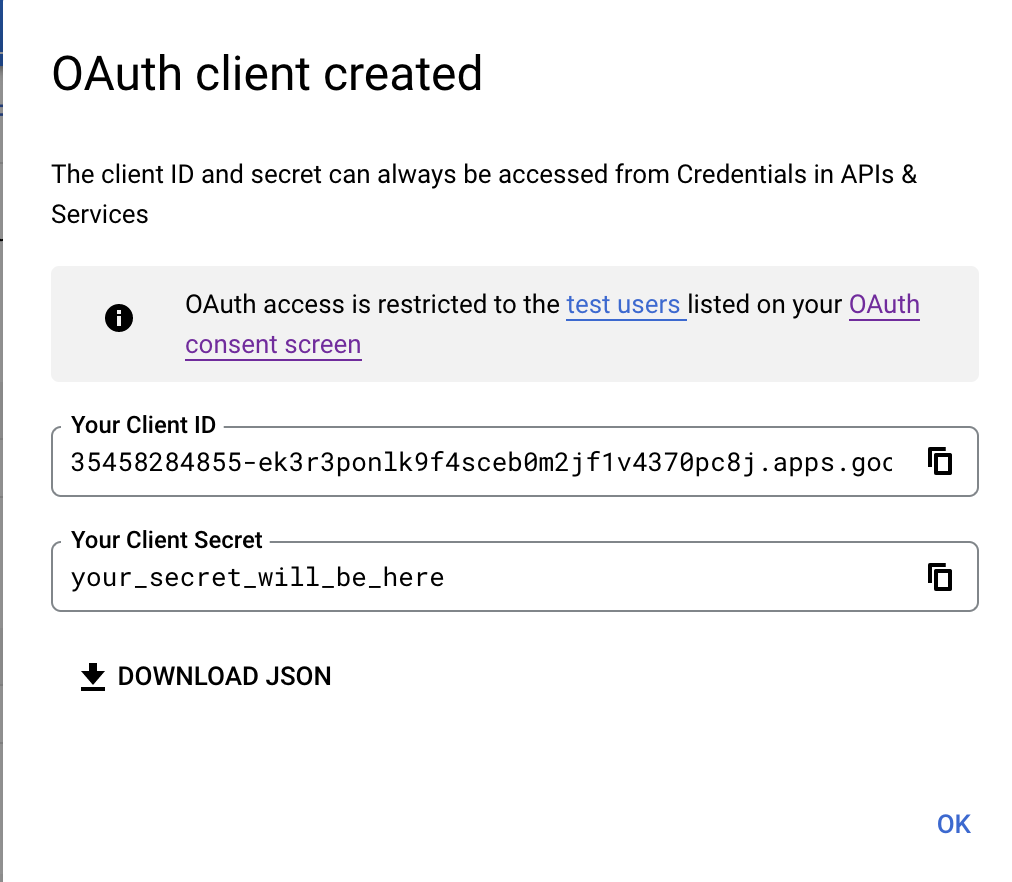 OAuth client created
The client ID and secret can always be accessed from Credentials in APIs &
Services
OAuth access is restricted to the test users listed on your OAuth
consent screen
Your Client ID
35458284855-ek3r3ponlk9f4sceb0m2jf1v4370pc8j.apps.goo
Your Client Secret
your_secret_will_be_here
DOWNLOAD JSON
OK